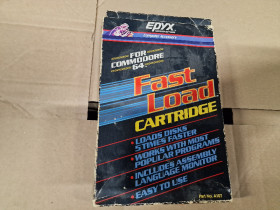 EPYX
FOR
COMMODORE
64
Fast
Load
CARTRIDGE
• LOADS DISKS
5 TIMES FASTER
• WORKS WITH MOST
POPULAR PROGRAMS
• INCLUDES ASSEMBLY
LANGUAGE MONITOR
• EASY TO USE